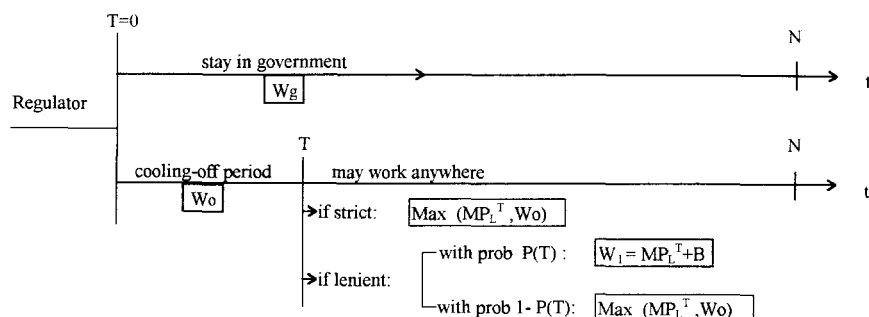 T=0
N
stay in government
Wg
t
Regulator
T
N
cooling-off period
may work anywhere
Wo
t
if strict: Max (MP_L^T, Wo)
with prob P(T) : W_1 = MP_L^T+B
if lenient:
with prob 1- P(T): Max (MP_L^T, Wo)